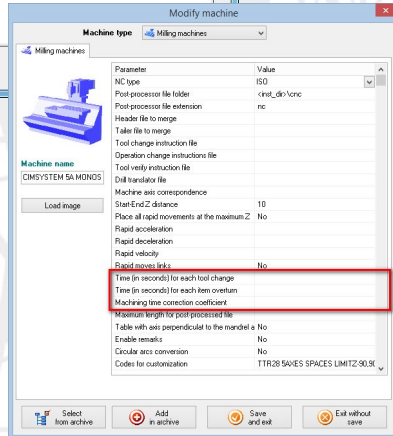 Modify machine
Machine type Milling machines
Milling machines
Parameter Value
NC type ISO
Post-processor file folder <inst_dir>\cnc
Post-processor file extension nc
Header file to merge
Tailer file to merge
Tool change instruction file
Operation change instructions file
Tool verify instruction file
Drill translator file
Machine axis correspondence
Start-End Z distance 10
Place all rapid movements at the maximum Z No
Rapid acceleration
Rapid deceleration
Rapid velocity
Rapid moves links No
Time (in seconds) for each tool change
Time (in seconds) for each item overturn
Machining time correction coefficient
Maximum length for post-processed file
Table with axis perpendiculat to the mandrel a No
Enable remarks No
Circular arcs conversion No
Codes for customization TTR28 5AXES SPACES LIMITZ-90,90
Machine name
CIMSYSTEM 5A MONOS
Load image
Select from archive
Add in archive
Save and exit
Exit without save